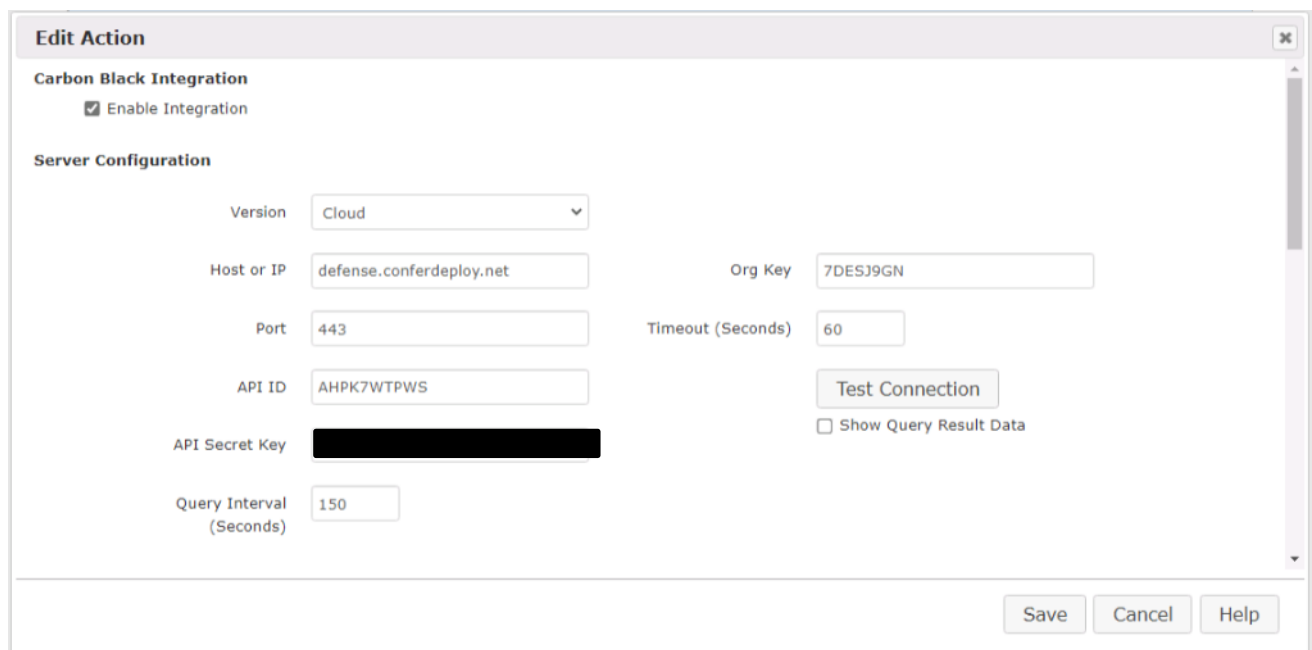 Edit Action
Carbon Black Integration
Enable Integration
Server Configuration
Version Cloud
Host or IP defense.conferdeploy.net Org Key 7DESJ9GN
Port 443 Timeout (Seconds) 60
API ID AHPK7WTPWS Test Connection
Show Query Result Data
API Secret Key
Query Interval 150
(Seconds)
Save Cancel Help